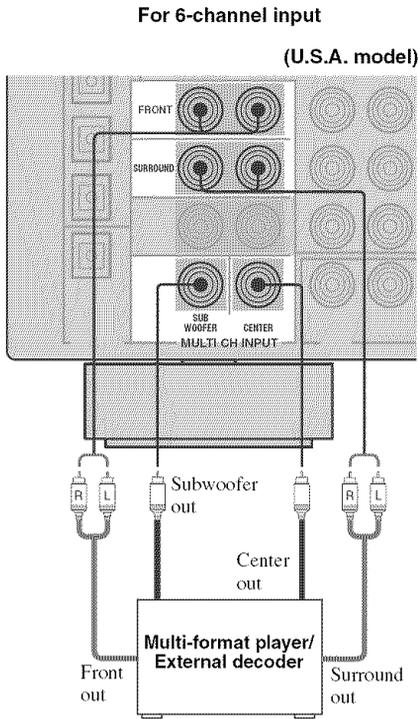 For 6-channel input
(U.S.A. model)
FRONT
SURROUND
SUB
WOOFER
CENTER
MULTI CH INPUT
R
L
Subwoofer
out
R
L
Center
out
Multi-format player/
External decoder
Front
out
Surround
out